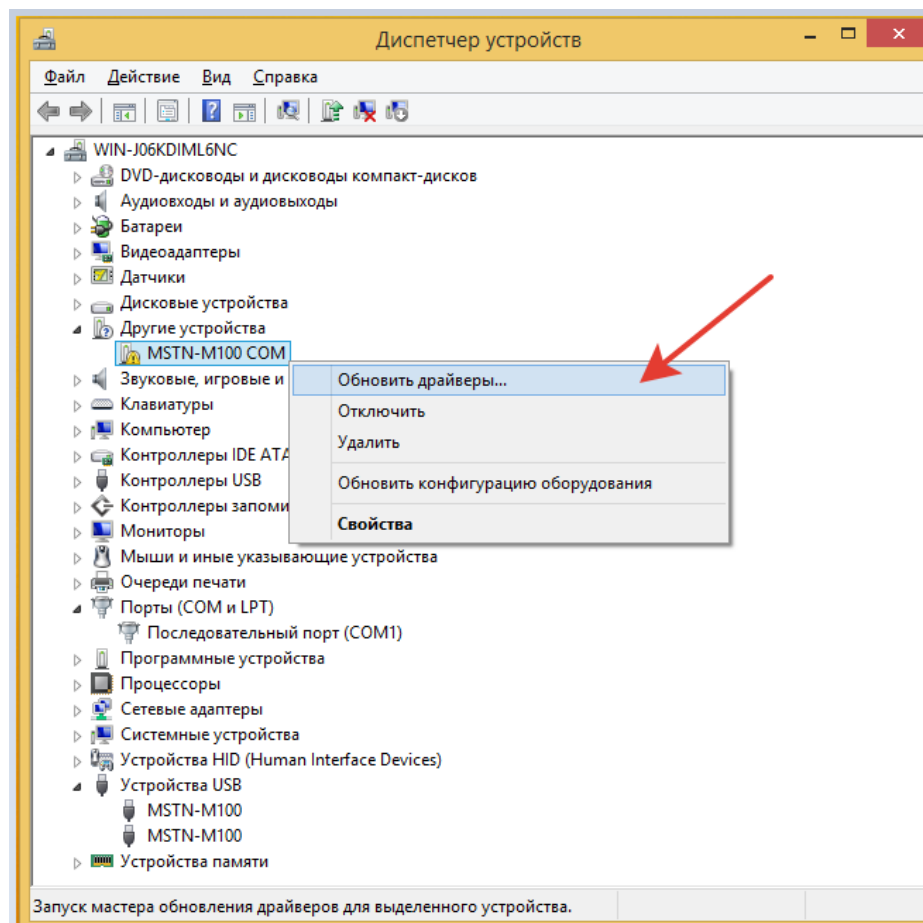 Диспетчер устройств
Файл Действие Вид Справка
WIN-J06KDIML6NC
DVD-дисководы и дисководы компакт-дисков
Аудиовходы и аудиовыходы
Батареи
Видеоадаптеры
Датчики
Дисковые устройства
Другие устройства
MSTN-M100 COM
Звуковые, игровые и
Обновить драйверы...
Клавиатуры
Отключить
Компьютер
Удалить
Контроллеры IDE ATA
Контроллеры USB
Обновить конфигурацию оборудования
Контроллеры запоми
Свойства
Мониторы
Мыши и иные указывающие устройства
Очереди печати
Порты (COM и LPT)
Последовательный порт (COM1)
Программные устройства
Процессоры
Сетевые адаптеры
Системные устройства
Устройства HID (Human Interface Devices)
Устройства USB
MSTN-M100
MSTN-M100
Устройства памяти
Запуск мастера обновления драйверов для выделенного устройства.